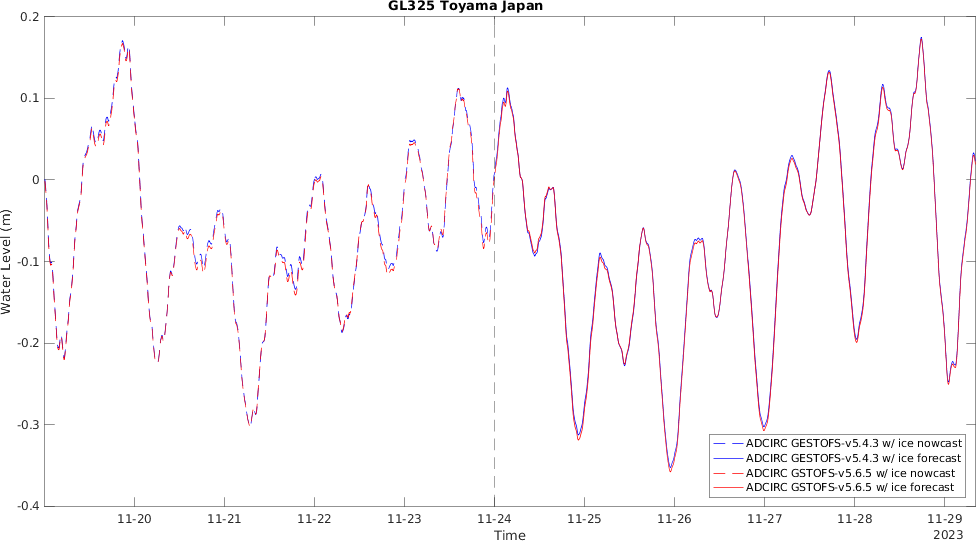 GL325 Toyama Japan
0.2
0.1
0
-0.1
-0.2
-0.3
-0.4
Water Level (m)
11-20 11-21 11-22 11-23 11-24 11-25 11-26 11-27 11-28 11-29
2023
Time
ADCIRC GESTOFS-v5.4.3 w/ ice nowcast
ADCIRC GESTOFS-v5.4.3 w/ ice forecast
ADCIRC GSTOFS-v5.6.5 w/ ice nowcast
ADCIRC GSTOFS-v5.6.5 w/ ice forecast